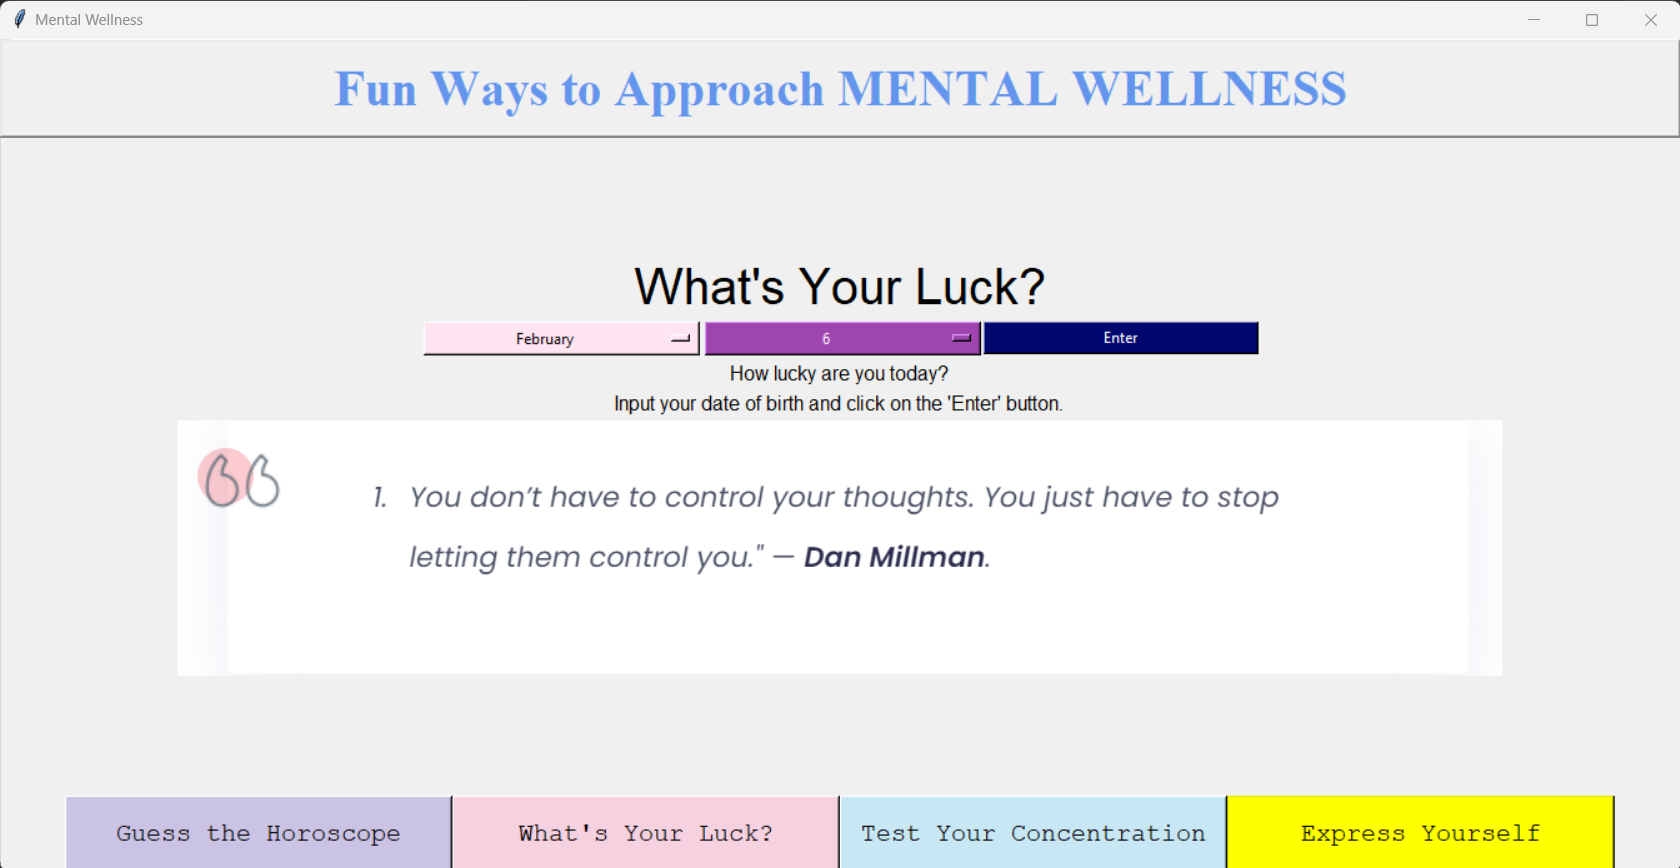 Mental Wellness
Fun Ways to Approach MENTAL WELLNESS
What's Your Luck?
February 6 Enter
How lucky are you today?
Input your date of birth and click on the 'Enter' button.
1. You don’t have to control your thoughts. You just have to stop
letting them control you." — Dan Millman.
Guess the Horoscope What's Your Luck? Test Your Concentration Express Yourself